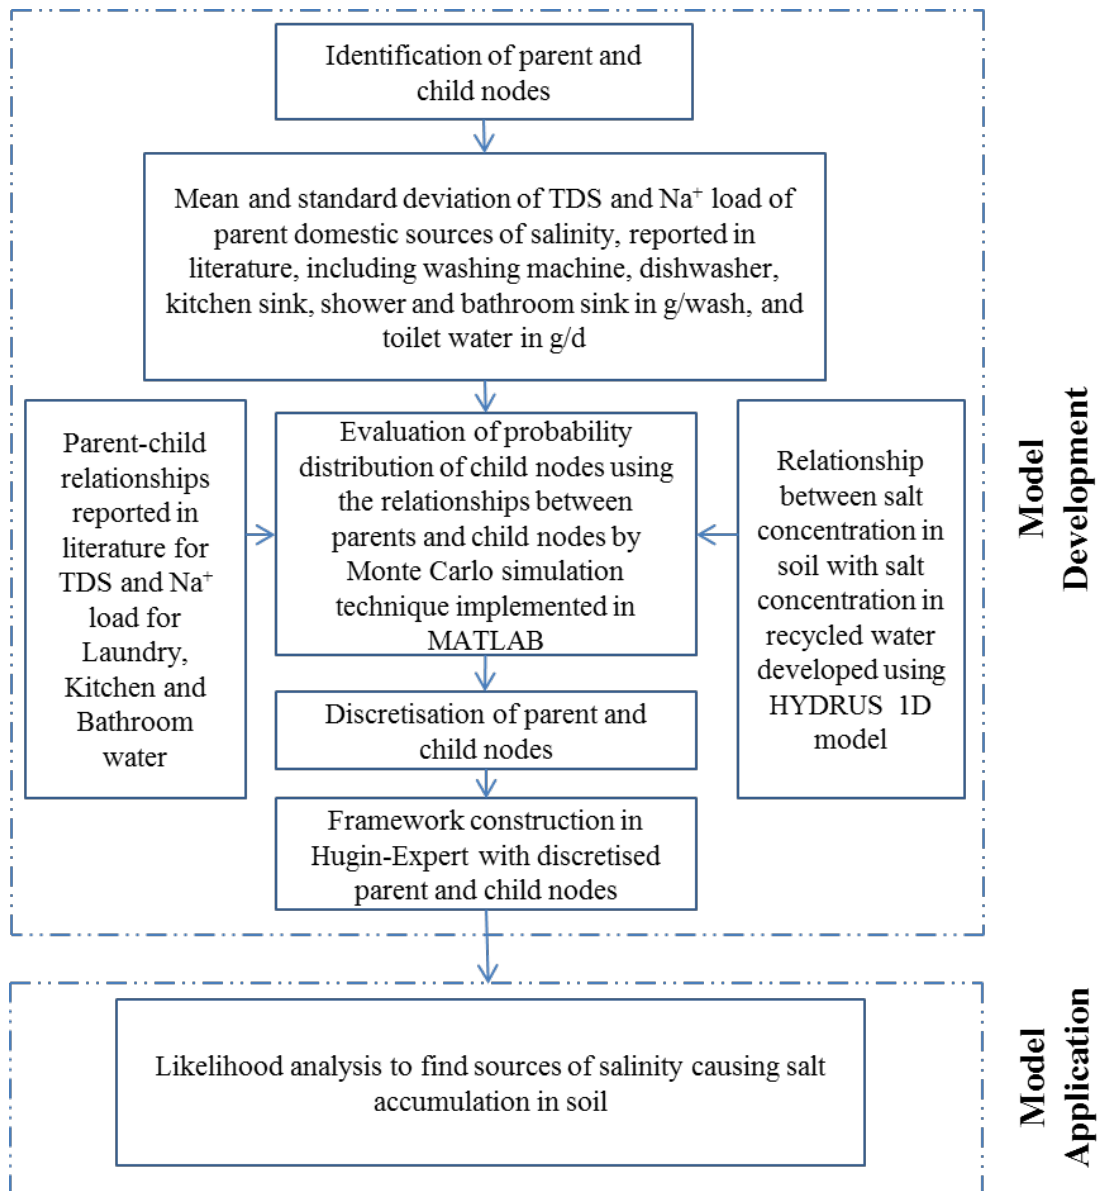 Identification of parent and
child nodes
Mean and standard deviation of TDS and Na⁺ load of
parent domestic sources of salinity, reported in
literature, including washing machine, dishwasher,
kitchen sink, shower and bathroom sink in g/wash, and
toilet water in g/d
Parent-child
relationships
reported in
literature for
TDS and Na⁺
load for
Laundry,
Kitchen and
Bathroom
water
Evaluation of probability
distribution of child nodes using
the relationships between
parents and child nodes by
Monte Carlo simulation
technique implemented in
MATLAB
Relationship
between salt
concentration in
soil with salt
concentration in
recycled water
developed using
HYDRUS 1D
model
Discretisation of parent and
child nodes
Framework construction in
Hugin-Expert with discretised
parent and child nodes
Model
Development
Likelihood analysis to find sources of salinity causing salt
accumulation in soil
Model
Application